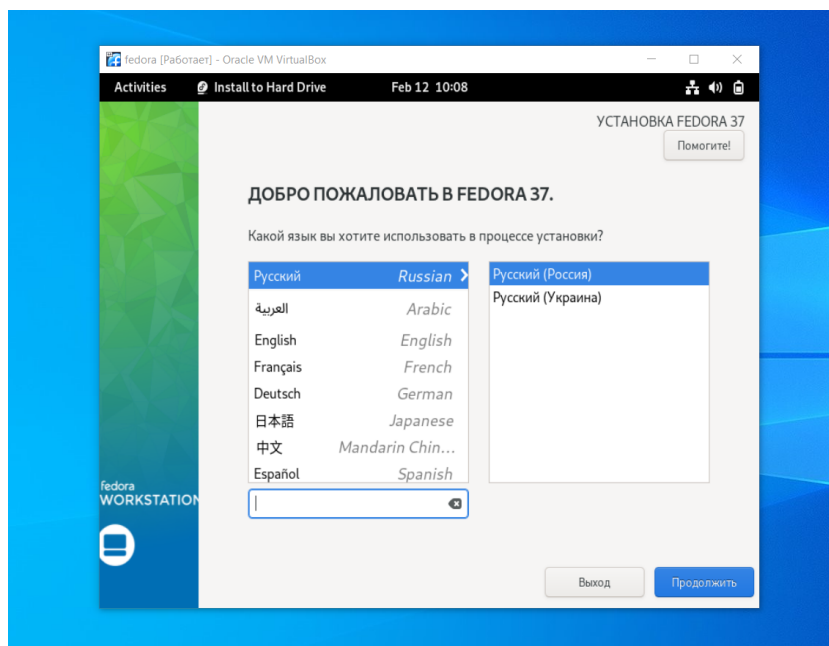 fedora [Работает] - Oracle VM VirtualBox
Activities Install to Hard Drive Feb 12 10:08
УСТАНОВКА FEDORA 37
Помогите!
ДОБРО ПОЖАЛОВАТЬ В FEDORA 37.
Какой язык вы хотите использовать в процессе установки?
Русский Russian
Русский (Россия)
العربية Arabic
Русский (Украина)
English English
Français French
Deutsch German
日本語 Japanese
中文 Mandarin Chin...
Español Spanish
fedora
WORKSTATION
Выход Продолжить